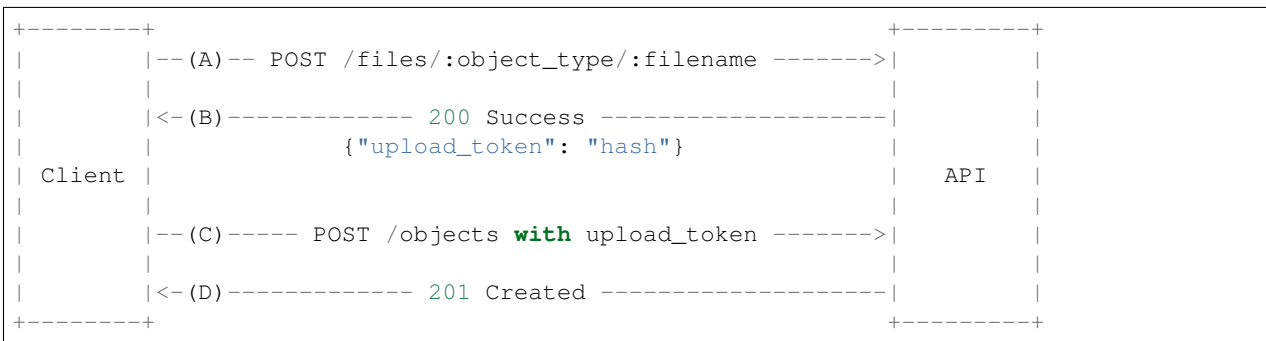 +--------+                                                +---------+
|        |--(A)-- POST /files/:object_type/:filename ------->|         |
|        |                                                |         |
|        |<-(B)------------- 200 Success --------------------|         |
|        |             {"upload_token": "hash"}             |         |
| Client |                                                |   API   |
|        |                                                |         |
|        |--(C)----- POST /objects with upload_token ------->|         |
|        |                                                |         |
|        |<-(D)------------- 201 Created --------------------|         |
+--------+                                                +---------+